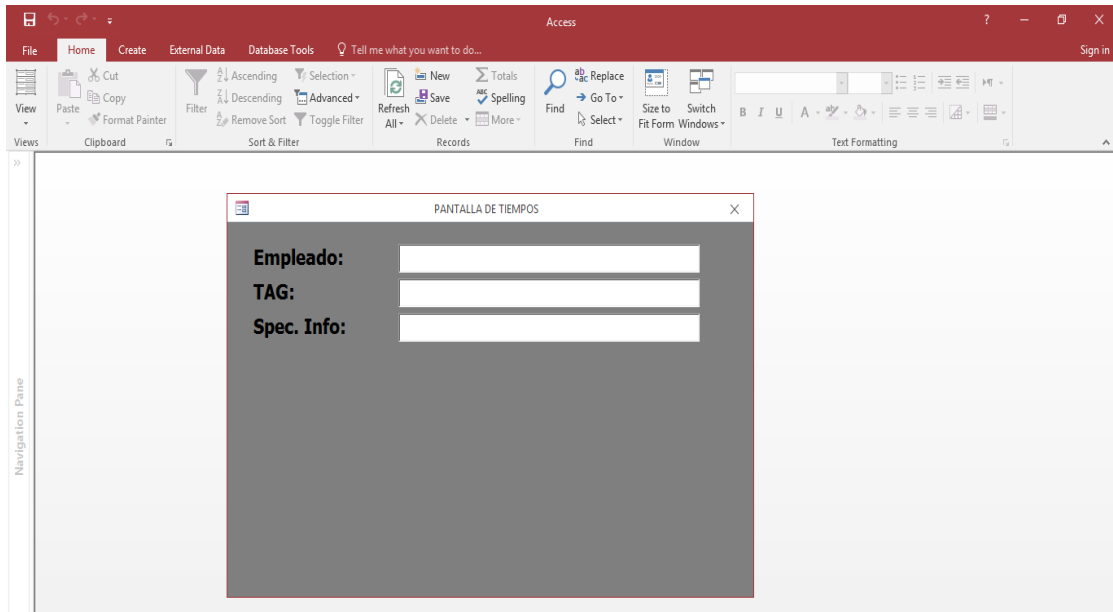 Access
?
File Home Create External Data Database Tools Tell me what you want to do... Sign in
View
Views
Paste
Cut
Copy
Format Painter
Clipboard
Filter
Ascending
Descending
Remove Sort
Selection
Advanced
Toggle Filter
Sort & Filter
Refresh
All
New
Save
Delete
Totals
Spelling
More
Records
Find
Replace
Go To
Select
Find
Size to
Fit Form
Switch
Windows
Window
B I U A
Text Formatting
Navigation Pane
PANTALLA DE TIEMPOS
Empleado:
TAG:
Spec. Info: